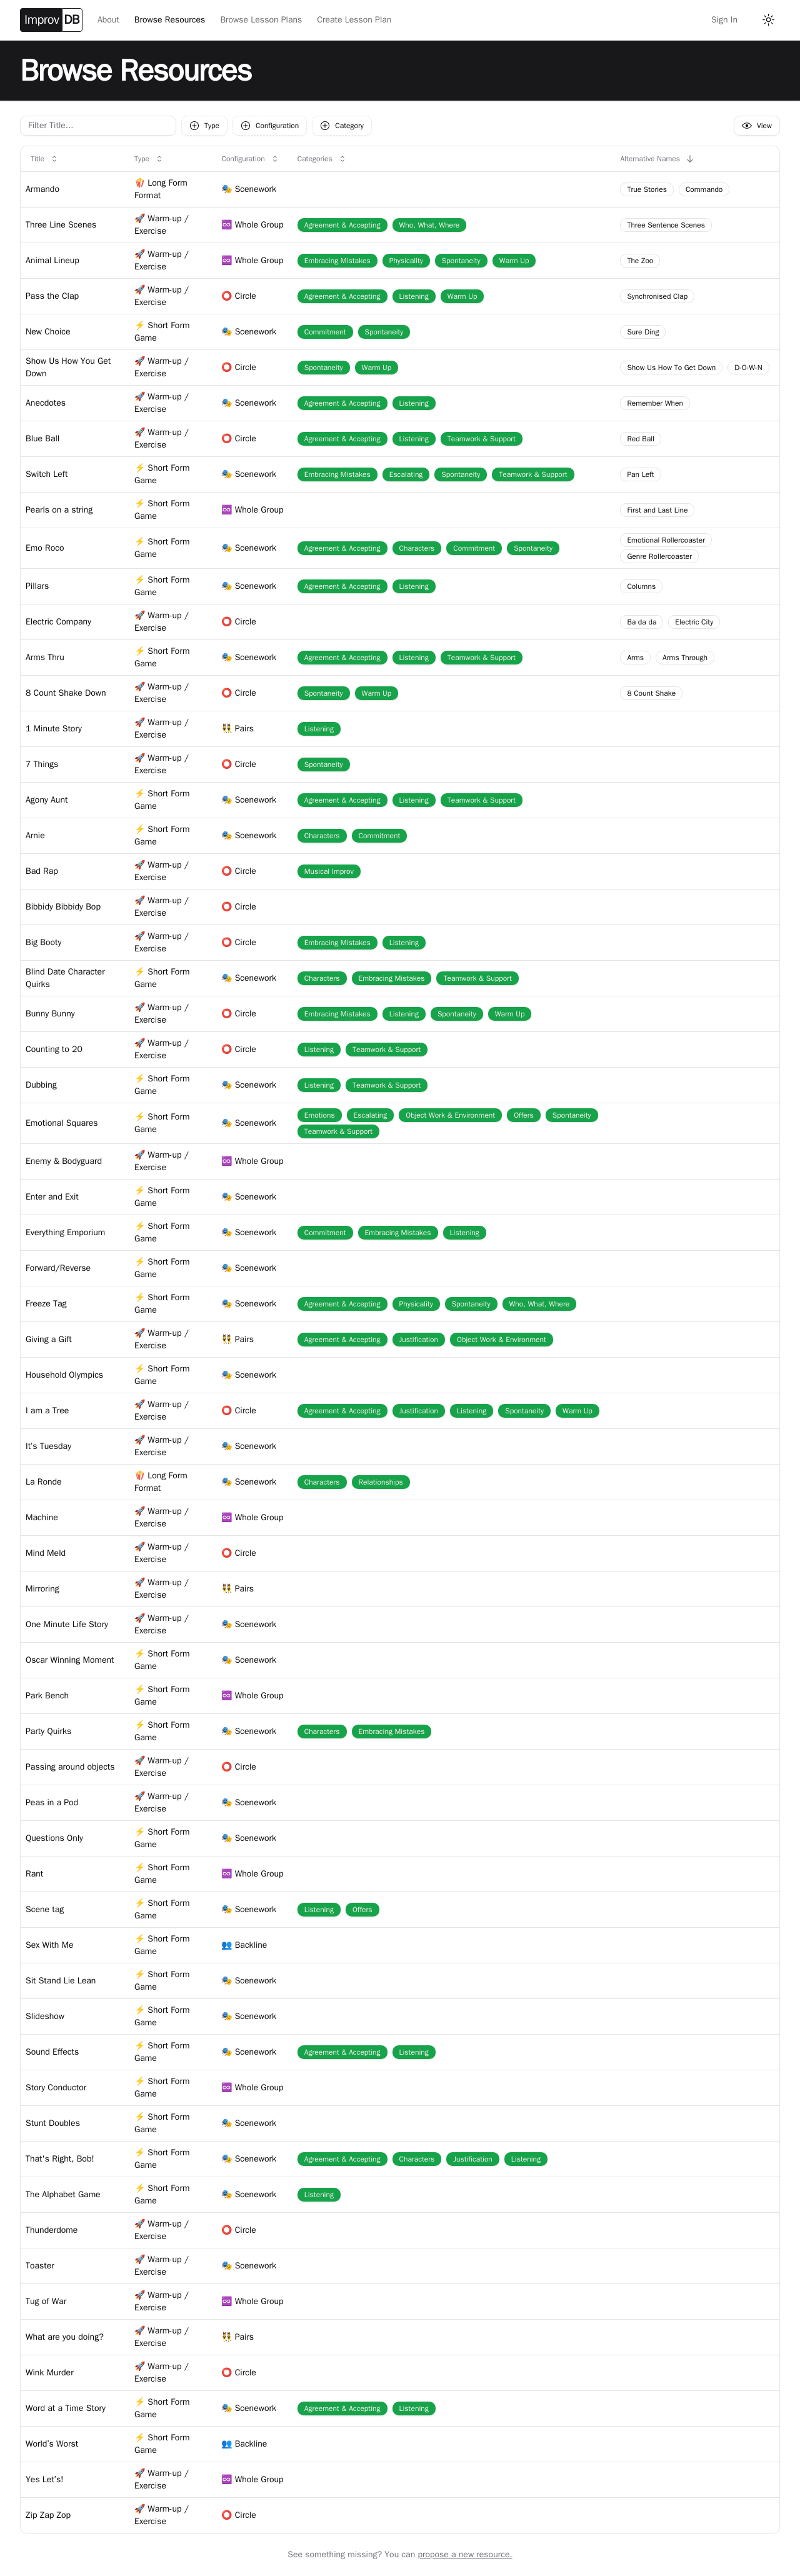 Improv DB About Browse Resources Browse Lesson Plans Create Lesson Plan Sign In
Browse Resources
Filter Title... Type Configuration Category View
Title Type Configuration Categories Alternative Names
Armando 🍿 Long Form Format 🎭 Scenework True Stories Commando
Three Line Scenes 🚀 Warm-up / Exercise ♾️ Whole Group Agreement & Accepting Who, What, Where Three Sentence Scenes
Animal Lineup 🚀 Warm-up / Exercise ♾️ Whole Group Embracing Mistakes Physicality Spontaneity Warm Up The Zoo
Pass the Clap 🚀 Warm-up / Exercise ⭕ Circle Agreement & Accepting Listening Warm Up Synchronised Clap
New Choice ⚡ Short Form Game 🎭 Scenework Commitment Spontaneity Sure Ding
Show Us How You Get Down 🚀 Warm-up / Exercise ⭕ Circle Spontaneity Warm Up Show Us How To Get Down D-O-W-N
Anecdotes 🚀 Warm-up / Exercise 🎭 Scenework Agreement & Accepting Listening Remember When
Blue Ball 🚀 Warm-up / Exercise ⭕ Circle Agreement & Accepting Listening Teamwork & Support Red Ball
Switch Left ⚡ Short Form Game 🎭 Scenework Embracing Mistakes Escalating Spontaneity Teamwork & Support Pan Left
Pearls on a string ⚡ Short Form Game ♾️ Whole Group First and Last Line
Emo Roco ⚡ Short Form Game 🎭 Scenework Agreement & Accepting Characters Commitment Spontaneity Emotional Rollercoaster Genre Rollercoaster
Pillars ⚡ Short Form Game 🎭 Scenework Agreement & Accepting Listening Columns
Electric Company 🚀 Warm-up / Exercise ⭕ Circle Ba da da Electric City
Arms Thru ⚡ Short Form Game 🎭 Scenework Agreement & Accepting Listening Teamwork & Support Arms Arms Through
8 Count Shake Down 🚀 Warm-up / Exercise ⭕ Circle Spontaneity Warm Up 8 Count Shake
1 Minute Story 🚀 Warm-up / Exercise 👯 Pairs Listening
7 Things 🚀 Warm-up / Exercise ⭕ Circle Spontaneity
Agony Aunt ⚡ Short Form Game 🎭 Scenework Agreement & Accepting Listening Teamwork & Support
Arnie ⚡ Short Form Game 🎭 Scenework Characters Commitment
Bad Rap 🚀 Warm-up / Exercise ⭕ Circle Musical Improv
Bibbidy Bibbidy Bop 🚀 Warm-up / Exercise ⭕ Circle
Big Booty 🚀 Warm-up / Exercise ⭕ Circle Embracing Mistakes Listening
Blind Date Character Quirks ⚡ Short Form Game 🎭 Scenework Characters Embracing Mistakes Teamwork & Support
Bunny Bunny 🚀 Warm-up / Exercise ⭕ Circle Embracing Mistakes Listening Spontaneity Warm Up
Counting to 20 🚀 Warm-up / Exercise ⭕ Circle Listening Teamwork & Support
Dubbing ⚡ Short Form Game 🎭 Scenework Listening Teamwork & Support
Emotional Squares ⚡ Short Form Game 🎭 Scenework Emotions Escalating Object Work & Environment Offers Spontaneity Teamwork & Support
Enemy & Bodyguard 🚀 Warm-up / Exercise ♾️ Whole Group
Enter and Exit ⚡ Short Form Game 🎭 Scenework
Everything Emporium ⚡ Short Form Game 🎭 Scenework Commitment Embracing Mistakes Listening
Forward/Reverse ⚡ Short Form Game 🎭 Scenework
Freeze Tag ⚡ Short Form Game 🎭 Scenework Agreement & Accepting Physicality Spontaneity Who, What, Where
Giving a Gift 🚀 Warm-up / Exercise 👯 Pairs Agreement & Accepting Justification Object Work & Environment
Household Olympics ⚡ Short Form Game 🎭 Scenework
I am a Tree 🚀 Warm-up / Exercise ⭕ Circle Agreement & Accepting Justification Listening Spontaneity Warm Up
It's Tuesday 🚀 Warm-up / Exercise 🎭 Scenework
La Ronde 🍿 Long Form Format 🎭 Scenework Characters Relationships
Machine 🚀 Warm-up / Exercise ♾️ Whole Group
Mind Meld 🚀 Warm-up / Exercise ⭕ Circle
Mirroring 🚀 Warm-up / Exercise 👯 Pairs
One Minute Life Story 🚀 Warm-up / Exercise 🎭 Scenework
Oscar Winning Moment ⚡ Short Form Game 🎭 Scenework
Park Bench ⚡ Short Form Game ♾️ Whole Group
Party Quirks ⚡ Short Form Game 🎭 Scenework Characters Embracing Mistakes
Passing around objects 🚀 Warm-up / Exercise ⭕ Circle
Peas in a Pod 🚀 Warm-up / Exercise 🎭 Scenework
Questions Only ⚡ Short Form Game 🎭 Scenework
Rant ⚡ Short Form Game ♾️ Whole Group
Scene tag ⚡ Short Form Game 🎭 Scenework Listening Offers
Sex With Me ⚡ Short Form Game 👥 Backline
Sit Stand Lie Lean ⚡ Short Form Game 🎭 Scenework
Slideshow ⚡ Short Form Game 🎭 Scenework
Sound Effects ⚡ Short Form Game 🎭 Scenework Agreement & Accepting Listening
Story Conductor ⚡ Short Form Game ♾️ Whole Group
Stunt Doubles ⚡ Short Form Game 🎭 Scenework
That's Right, Bob! ⚡ Short Form Game 🎭 Scenework Agreement & Accepting Characters Justification Listening
The Alphabet Game ⚡ Short Form Game 🎭 Scenework Listening
Thunderdome 🚀 Warm-up / Exercise ⭕ Circle
Toaster 🚀 Warm-up / Exercise 🎭 Scenework
Tug of War 🚀 Warm-up / Exercise ♾️ Whole Group
What are you doing? 🚀 Warm-up / Exercise 👯 Pairs
Wink Murder 🚀 Warm-up / Exercise ⭕ Circle
Word at a Time Story ⚡ Short Form Game 🎭 Scenework Agreement & Accepting Listening
World's Worst ⚡ Short Form Game 👥 Backline
Yes Let's! 🚀 Warm-up / Exercise ♾️ Whole Group
Zip Zap Zop 🚀 Warm-up / Exercise ⭕ Circle
See something missing? You can propose a new resource.